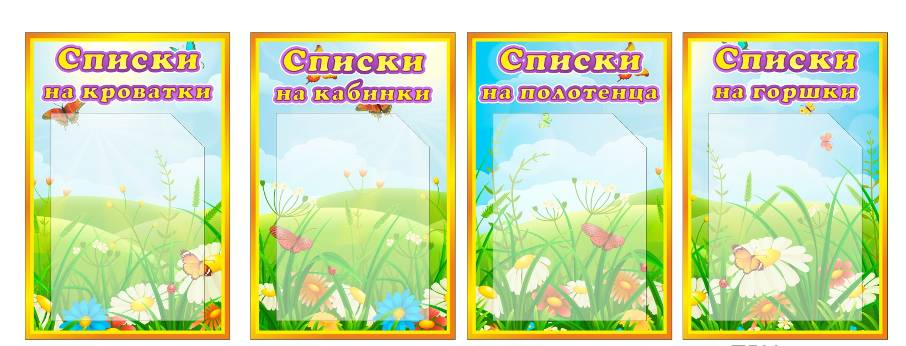 Списки
на кроватки
Списки
на кабинки
Списки
на полотенца
Списки
на горшки